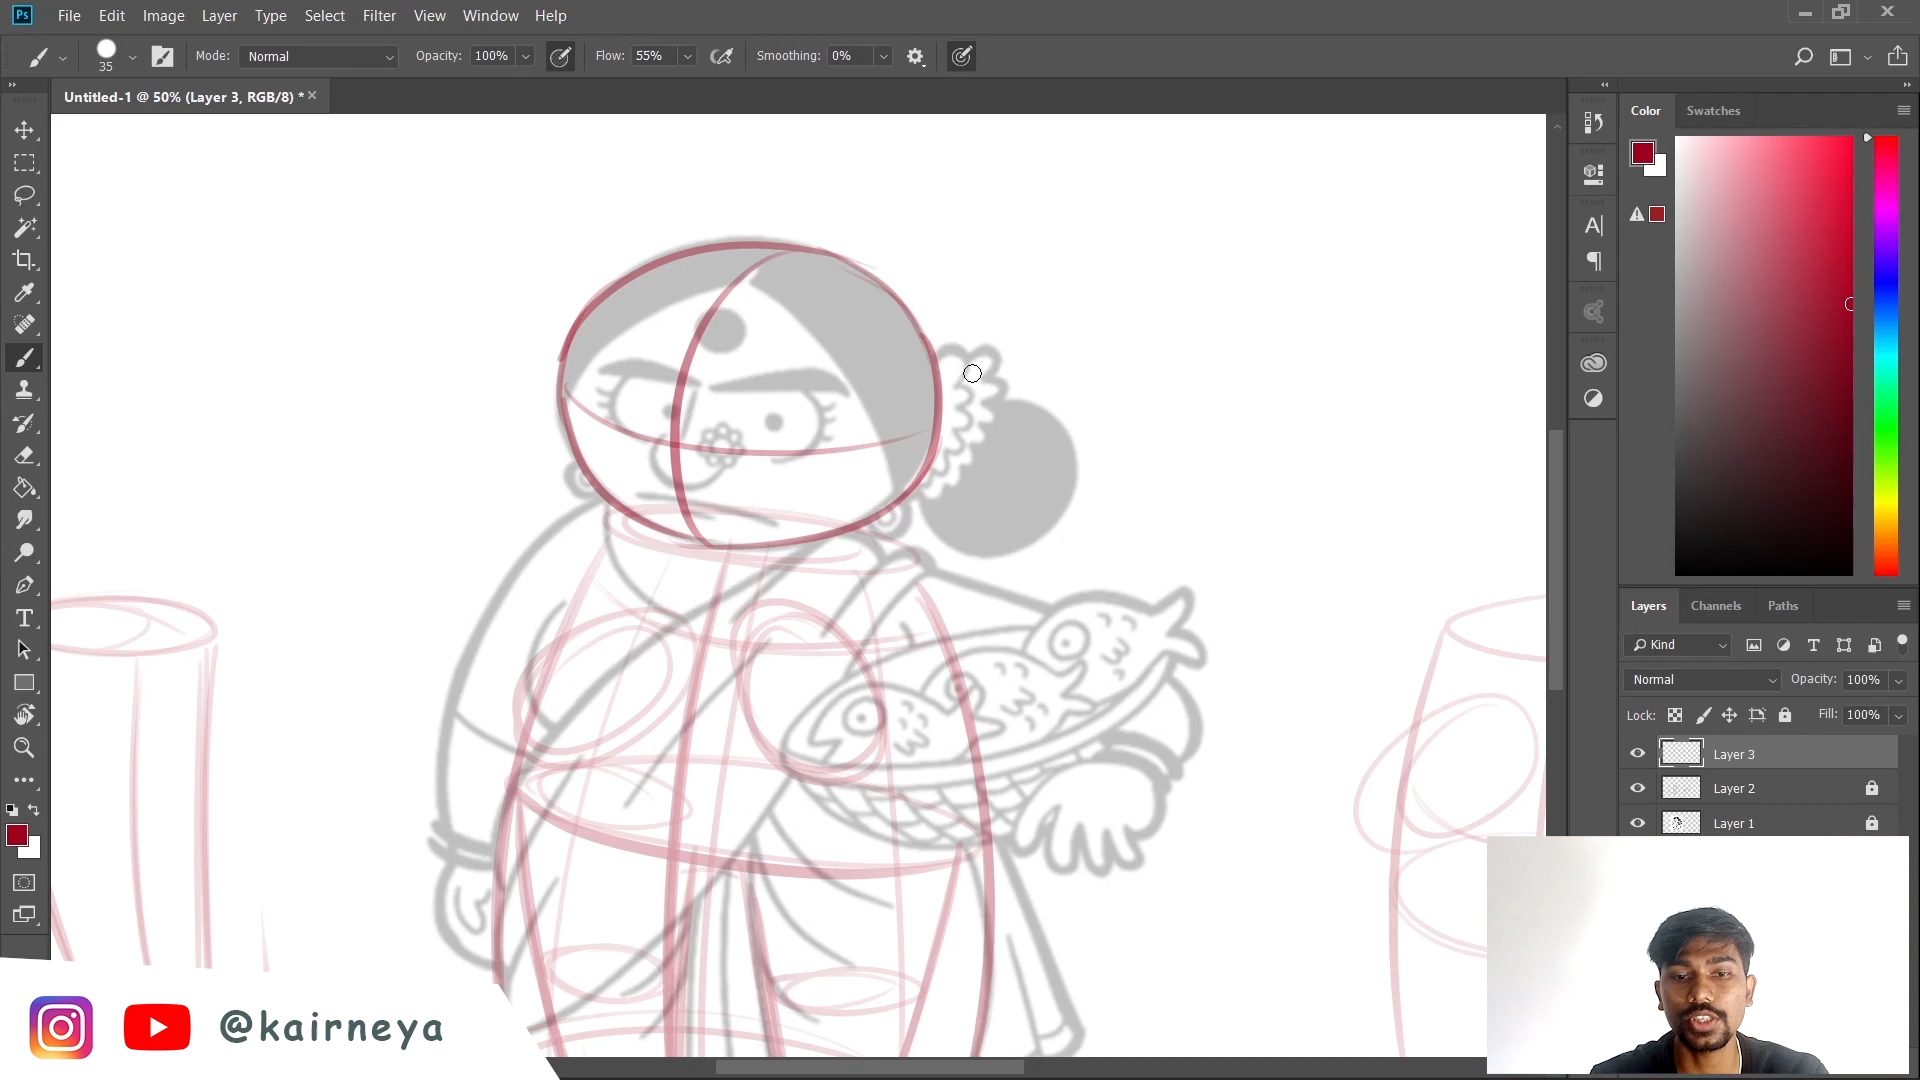 Ps File Edit Image Layer Type Select Filter View Window Help
35 Mode: Normal Opacity: 100% Flow: 55% Smoothing: 0%
Untitled-1 @ 50% (Layer 3, RGB/8) *
Color Swatches
Layers Channels Paths
Kind
Normal Opacity: 100%
Lock: Fill: 100%
Layer 3
Layer 2
Layer 1
@kairneya